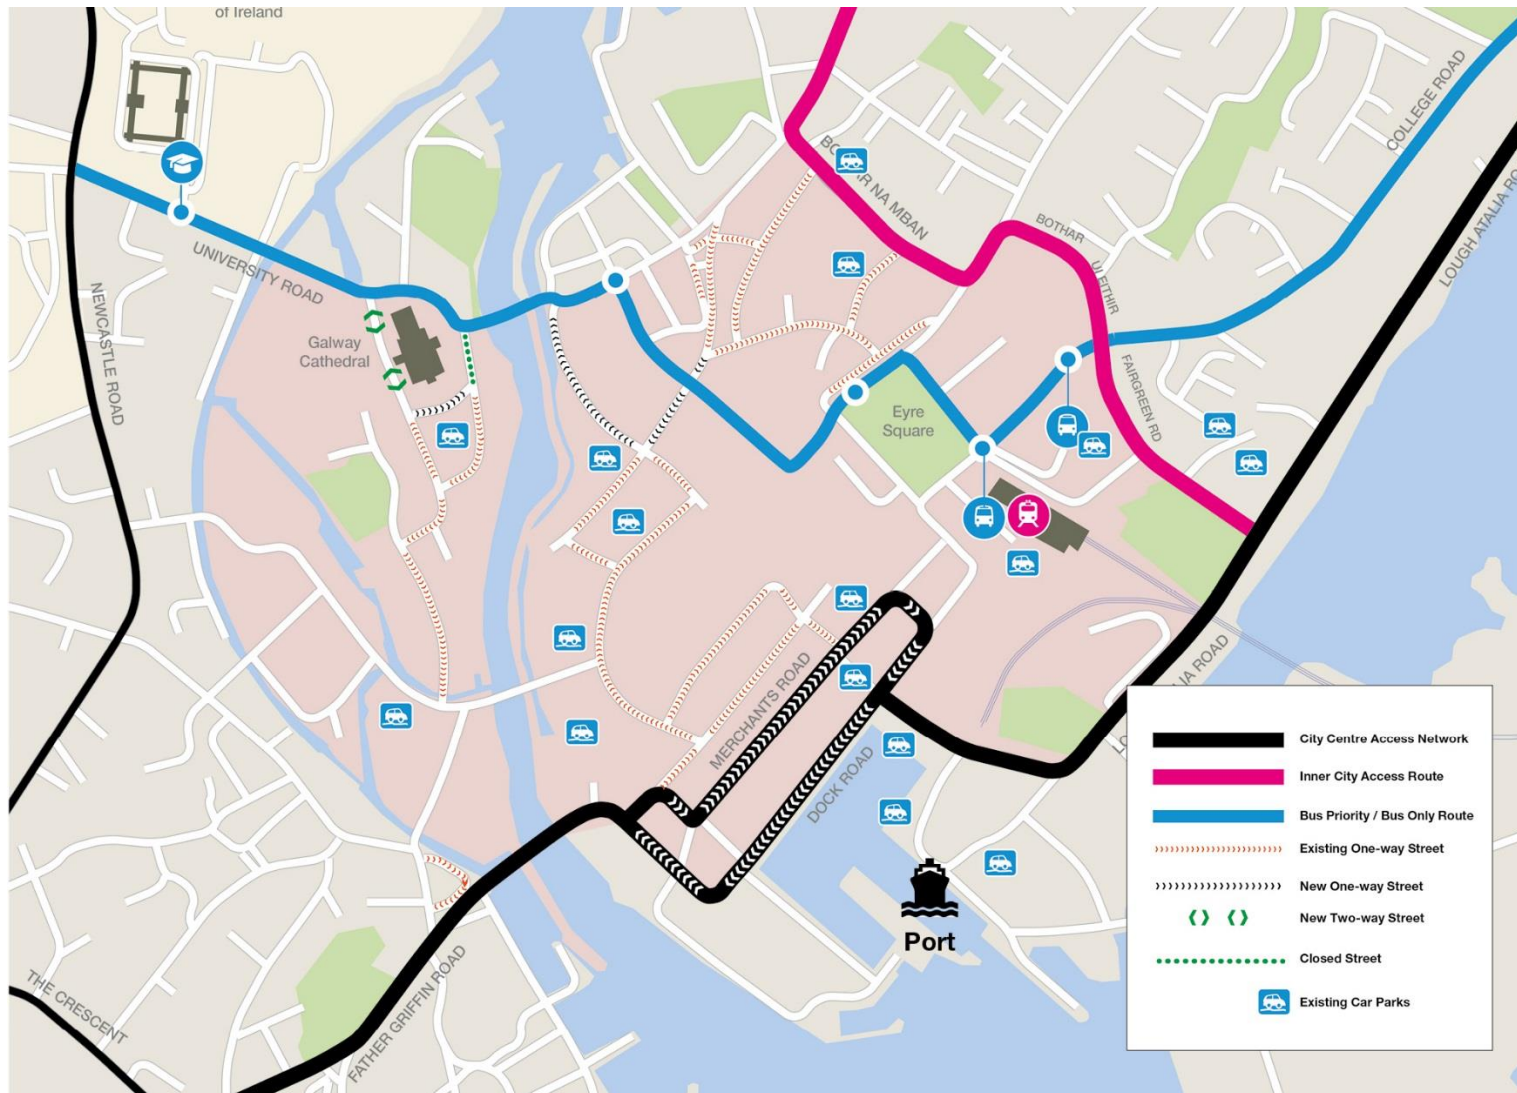 of Ireland
UNIVERSITY ROAD
NEWCASTLE ROAD
Galway
Cathedral
BOTHAR
UI EITHIR
COLLEGE ROAD
LOUGH ATALIA
FAIRGREEN RD
Eyre
Square
NA MBAN
MERCHANTS ROAD
DOCK ROAD
Port
FATHER GRIFFIN ROAD
THE CRESCENT
ROAD
City Centre Access Network
Inner City Access Route
Bus Priority / Bus Only Route
Existing One-way Street
New One-way Street
New Two-way Street
Closed Street
Existing Car Parks